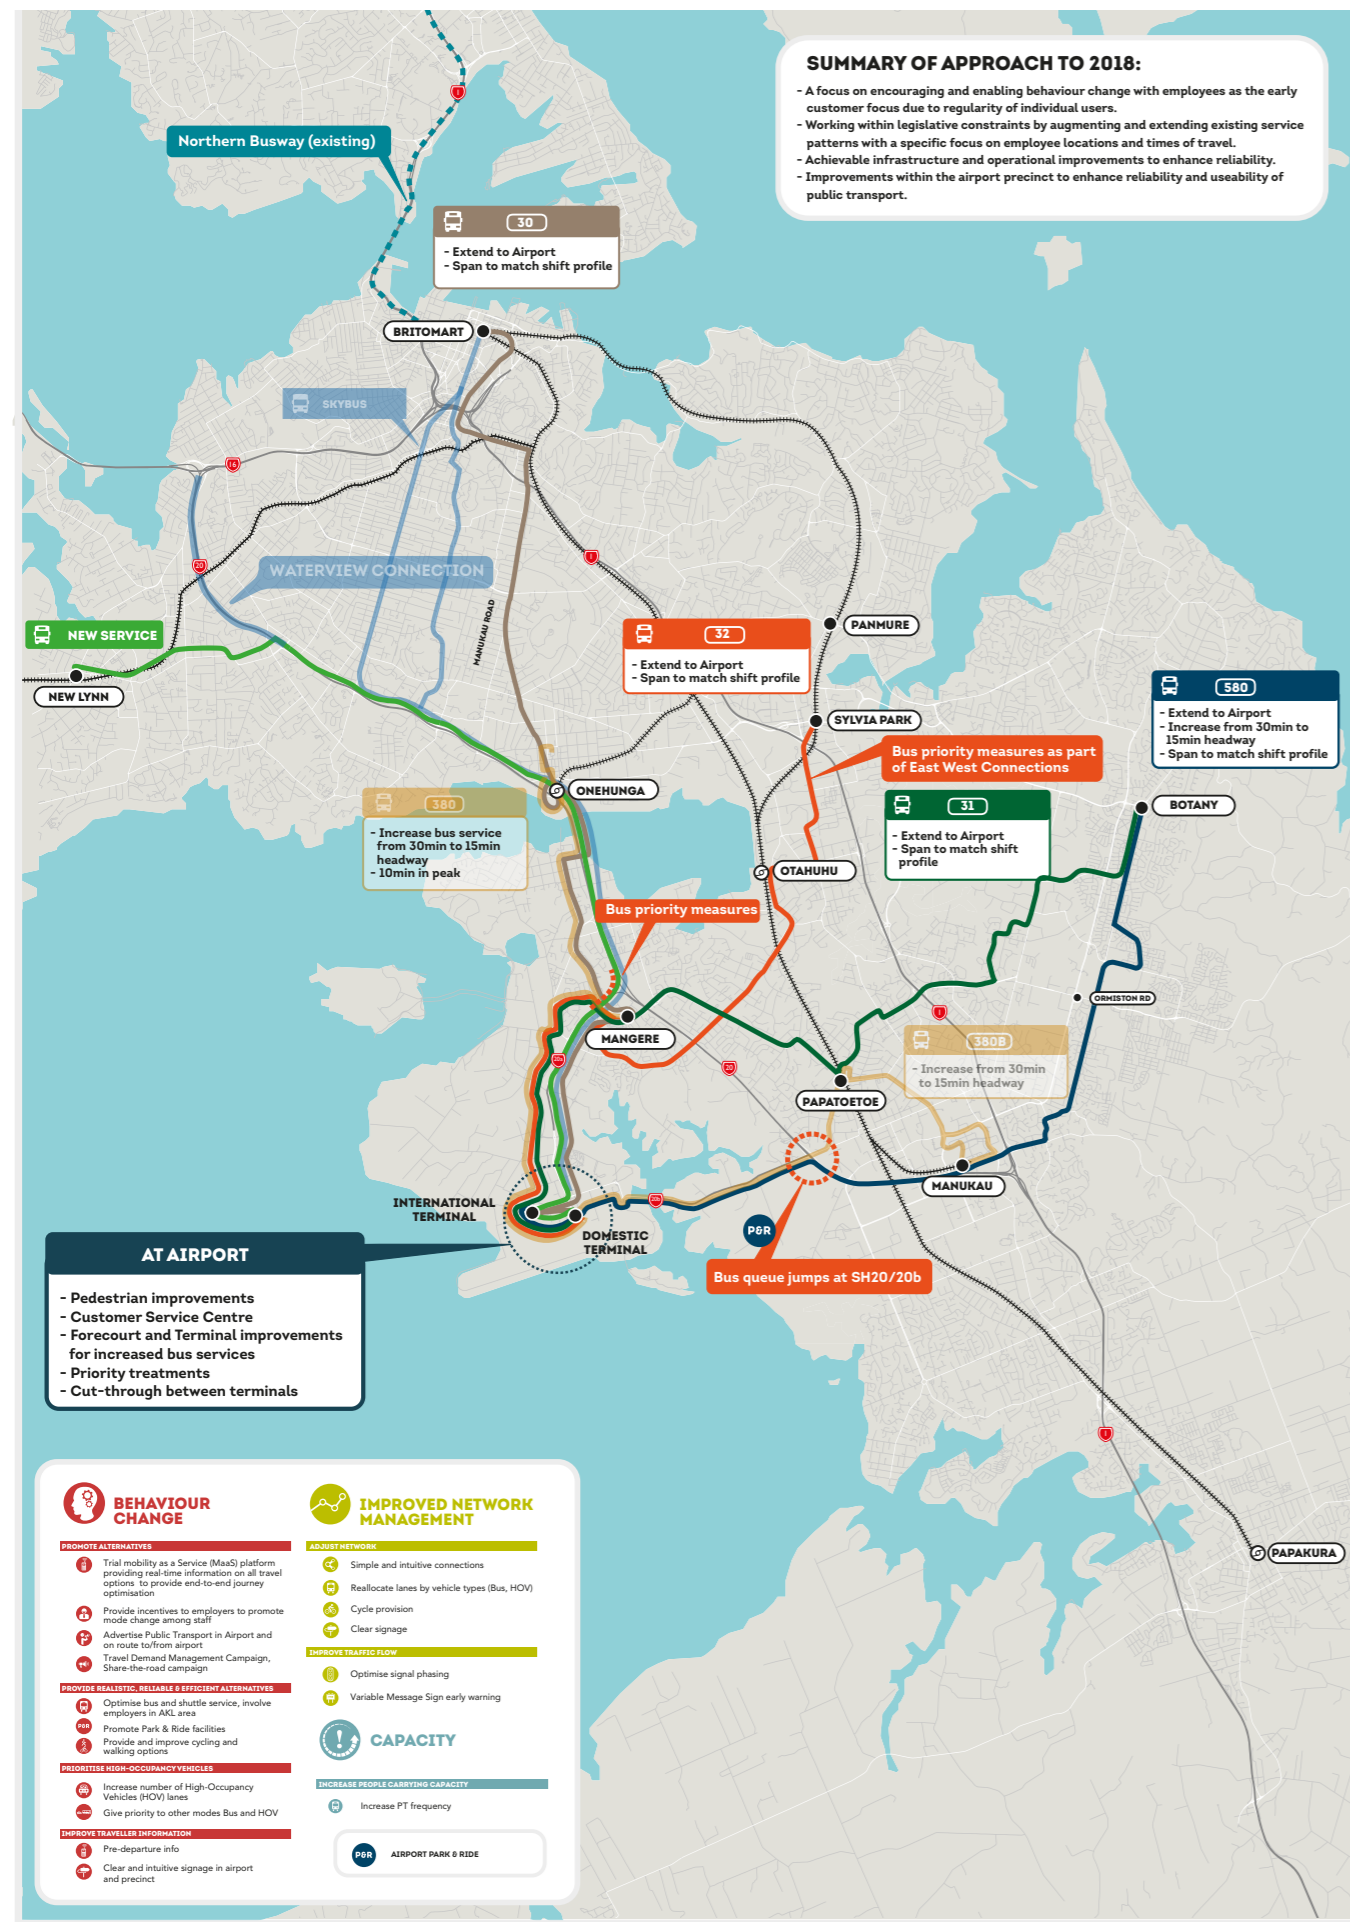 SUMMARY OF APPROACH TO 2018:
- A focus on encouraging and enabling behaviour change with employees as the early
customer focus due to regularity of individual users.
- Working within legislative constraints by augmenting and extending existing service
patterns with a specific focus on employee locations and times of travel.
- Achievable infrastructure and operational improvements to enhance reliability.
- Improvements within the airport precinct to enhance reliability and useability of
public transport.
1
Northern Busway (existing)
30
- Extend to Airport
- Span to match shift profile
BRITOMART
SKYBUS
16
20
WATERVIEW CONNECTION
1
MANUKAU ROAD
NEW SERVICE
NEW LYNN
32
- Extend to Airport
- Span to match shift profile
PANMURE
580
- Extend to Airport
- Increase from 30min to
15min headway
- Span to match shift profile
SYLVIA PARK
Bus priority measures as part
of East West Connections
ONEHUNGA
380
- Increase bus service
from 30min to 15min
headway
- 10min in peak
31
- Extend to Airport
- Span to match shift
profile
BOTANY
OTAHUHU
Bus priority measures
ORMISTON RD
1
MANGERE
380B
- Increase from 30min
to 15min headway
20a
20
PAPATOETOE
MANUKAU
INTERNATIONAL
TERMINAL
20b
DOMESTIC
TERMINAL
P&R
Bus queue jumps at SH20/20b
AT AIRPORT
- Pedestrian improvements
- Customer Service Centre
- Forecourt and Terminal improvements
for increased bus services
- Priority treatments
- Cut-through between terminals
1
PAPAKURA
BEHAVIOUR
CHANGE
PROMOTE ALTERNATIVES
Trial mobility as a Service (MaaS) platform
providing real-time information on all travel
options to provide end-to-end journey
optimisation
Provide incentives to employers to promote
mode change among staff
Advertise Public Transport in Airport and
on route to/from airport
Travel Demand Management Campaign,
Share-the-road campaign
PROVIDE REALISTIC, RELIABLE & EFFICIENT ALTERNATIVES
Optimise bus and shuttle service, involve
employers in AKL area
P&R
Promote Park & Ride facilities
Provide and improve cycling and
walking options
PRIORITISE HIGH-OCCUPANCY VEHICLES
Increase number of High-Occupancy
Vehicles (HOV) lanes
Give priority to other modes Bus and HOV
IMPROVE TRAVELLER INFORMATION
Pre-departure info
Clear and intuitive signage in airport
and precinct
IMPROVED NETWORK
MANAGEMENT
ADJUST NETWORK
Simple and intuitive connections
Reallocate lanes by vehicle types (Bus, HOV)
Cycle provision
Clear signage
IMPROVE TRAFFIC FLOW
Optimise signal phasing
Variable Message Sign early warning
CAPACITY
INCREASE PEOPLE CARRYING CAPACITY
Increase PT frequency
P&R
AIRPORT PARK & RIDE